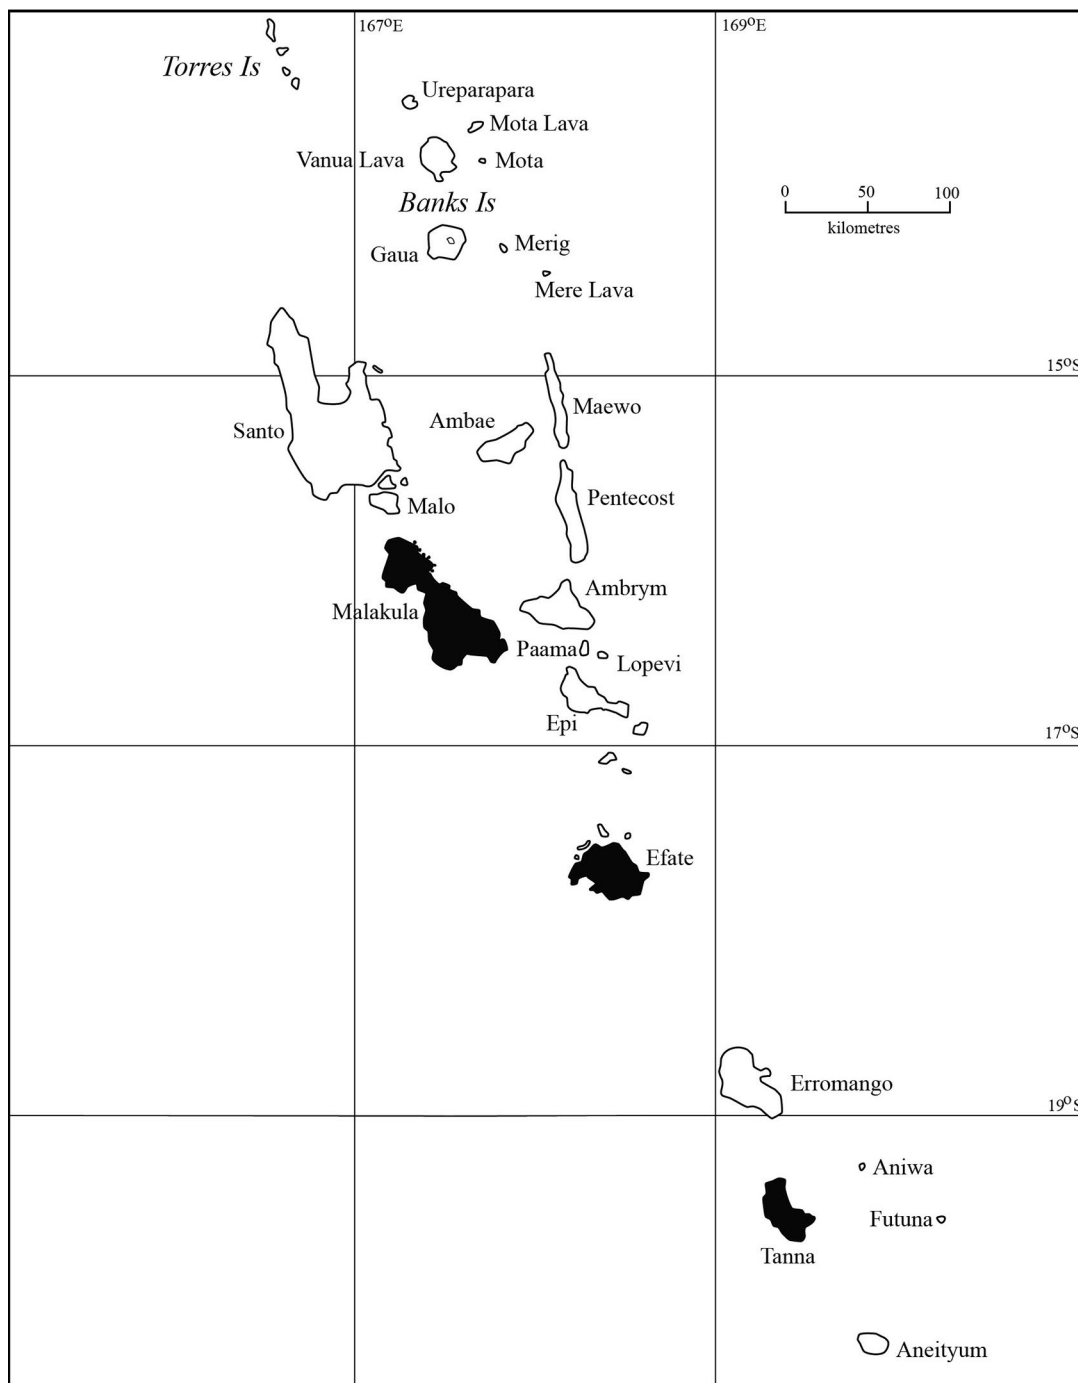 167°E
169°E
Torres Is
Ureparapara
Mota Lava
Vanua Lava
Mota
Banks Is
0 50 100
kilometres
Gaua
Merig
Mere Lava
15°S
Maewo
Ambae
Santo
Pentecost
Malo
Ambrym
Malakula
Paama
Lopevi
Epi
17°S
Efate
Erromango
19°S
Aniwa
Futuna
Tanna
Aneityum